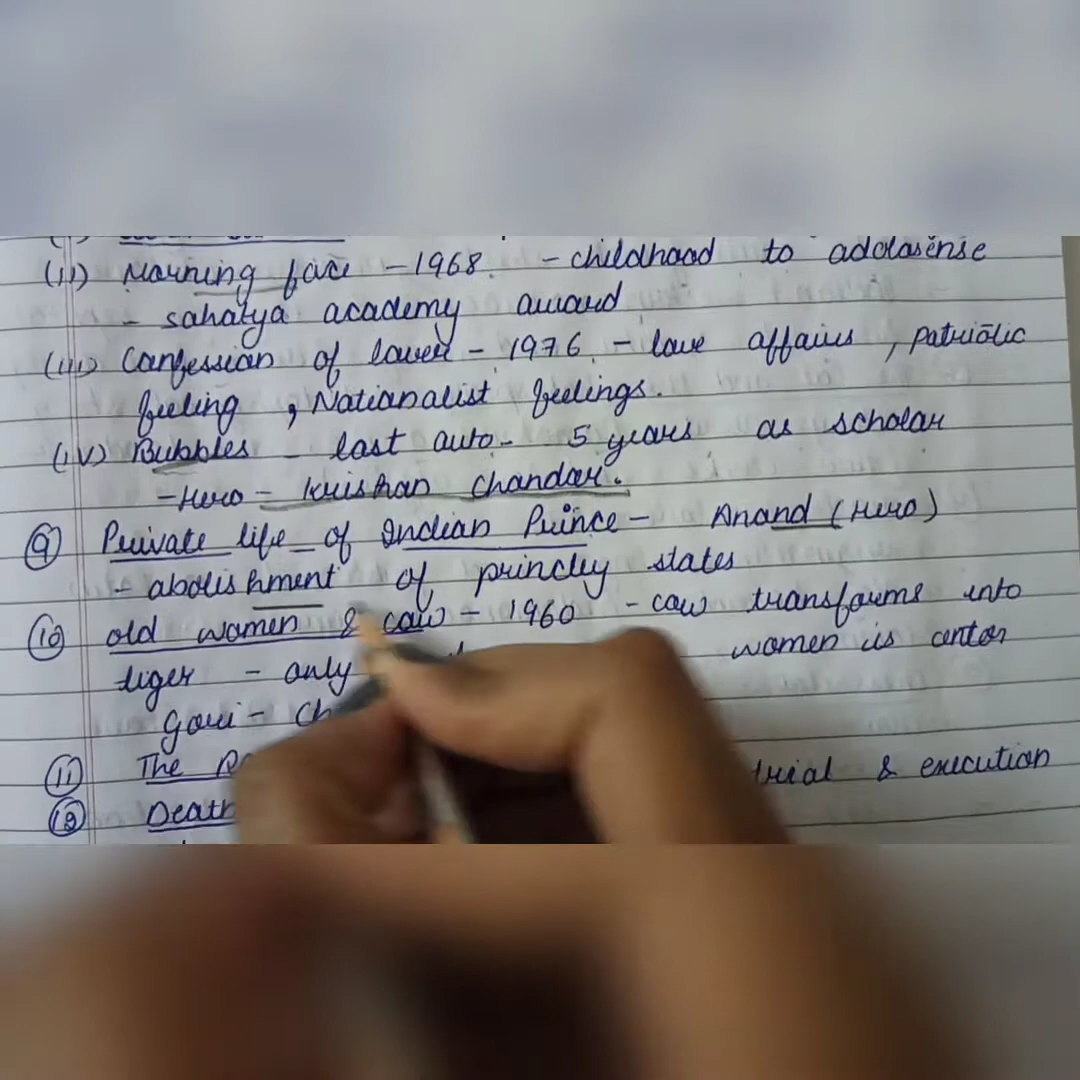 (ii) Morning face - 1968. - childhood to addasense
- sahatya academy award
(iii) Confession of lover - 1976 - love affairs, patriotic
feeling, Nationalist feelings.
(iv) Bubbles - last auto - 5 years as scholar
- Hero - Krishan Chandar.
(9) Private life of Indian Prince - Anand (Hero)
- abolishment of princley states
(10) old women & cow - 1960 - cow transforms into
tiger - only women is center
Gowri -
(11) The trial & execution
(12) Death